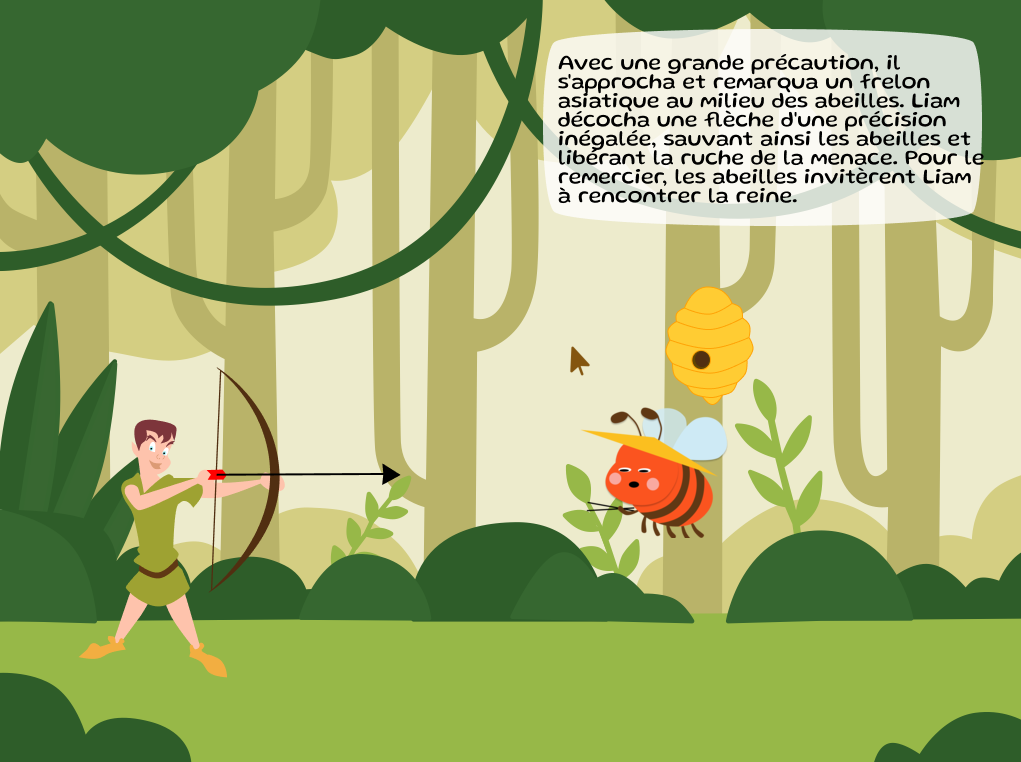 Avec une grande précaution, il
s'approcha et remarqua un frelon
asiatique au milieu des abeilles. Liam
décocha une flèche d'une précision
inégalée, sauvant ainsi les abeilles et
libérant la ruche de la menace. Pour le
remercier, les abeilles invitèrent Liam
à rencontrer la reine.